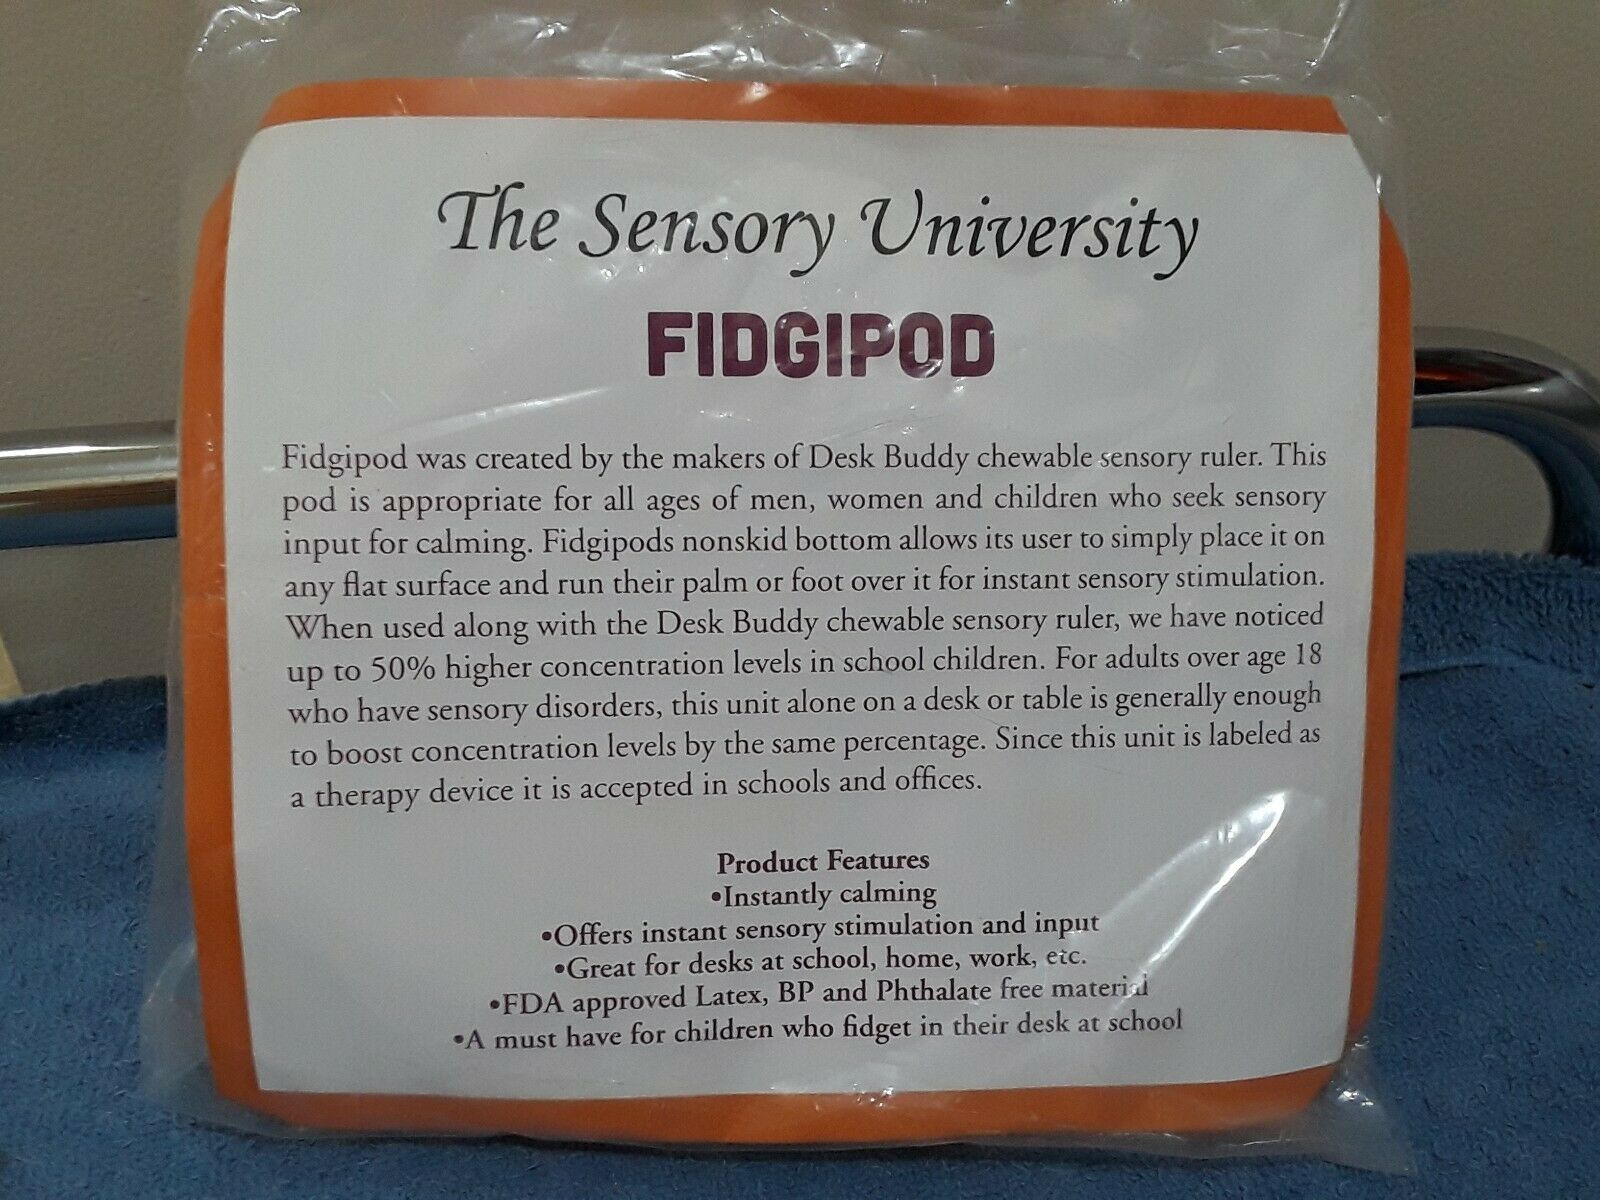 The Sensory University
FIDGIPOD
Fidgipod was created by the makers of Desk Buddy chewable sensory ruler. This
pod is appropriate for all ages of men, women and children who seek sensory
input for calming. Fidgipods nonskid bottom allows its user to simply place it on
any flat surface and run their palm or foot over it for instant sensory stimulation.
When used along with the Desk Buddy chewable sensory ruler, we have noticed
up to 50% higher concentration levels in school children. For adults over age 18
who have sensory disorders, this unit alone on a desk or table is generally enough
to boost concentration levels by the same percentage. Since this unit is labeled as
a therapy device it is accepted in schools and offices.
Product Features
•Instantly calming
•Offers instant sensory stimulation and input
•Great for desks at school, home, work, etc.
•FDA approved Latex, BP and Phthalate free material
•A must have for children who fidget in their desk at school